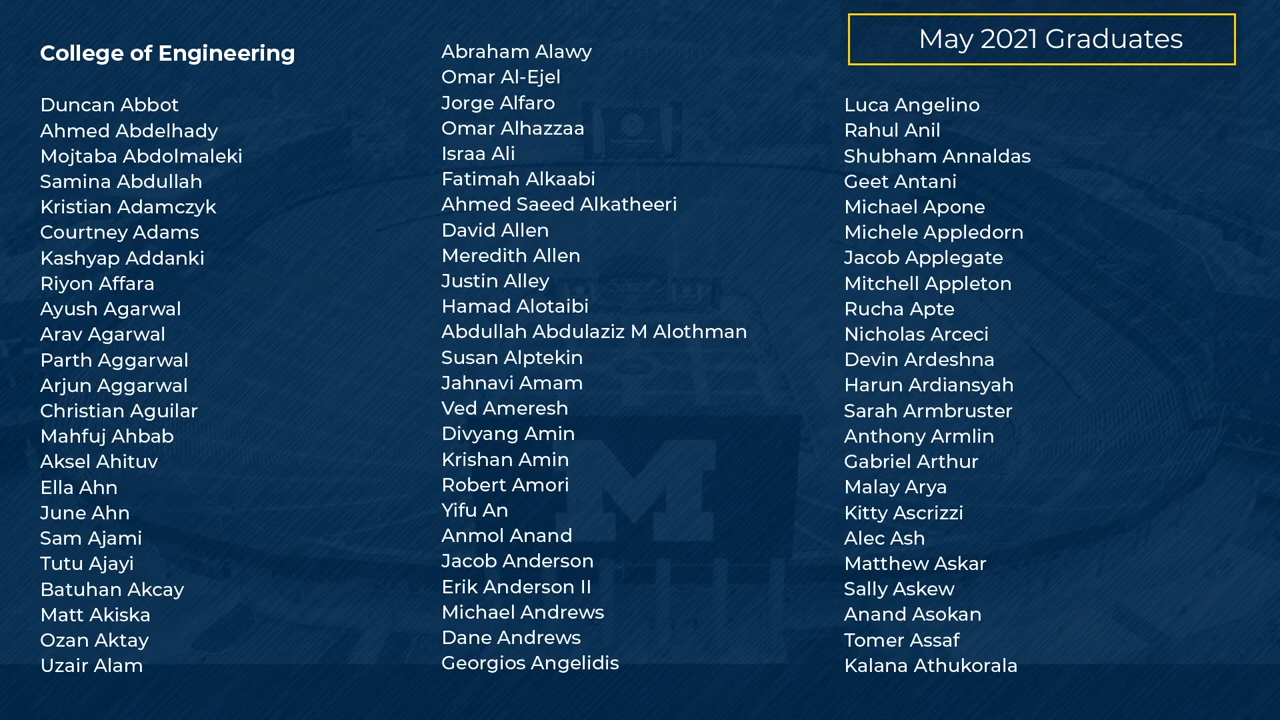 College of Engineering
Duncan Abbot
Ahmed Abdelhady
Mojtaba Abdolmaleki
Samina Abdullah
Kristian Adamczyk
Courtney Adams
Kashyap Addanki
Riyon Affara
Ayush Agarwal
Arav Agarwal
Parth Aggarwal
Arjun Aggarwal
Christian Aguilar
Mahfuj Ahbab
Aksel Ahituv
Ella Ahn
June Ahn
Sam Ajami
Tutu Ajayi
Batuhan Akcay
Matt Akiska
Ozan Aktay
Uzair Alam
Abraham Alawy
Omar Al-Ejel
Jorge Alfaro
Omar Alhazzaa
Israa Ali
Fatimah Alkaabi
Ahmed Saeed Alkatheeri
David Allen
Meredith Allen
Justin Alley
Hamad Alotaibi
Abdullah Abdulaziz M Alothman
Susan Alptekin
Jahnavi Amam
Ved Ameresh
Divyang Amin
Krishan Amin
Robert Amori
Yifu An
Anmol Anand
Jacob Anderson
Erik Anderson II
Michael Andrews
Dane Andrews
Georgios Angelidis
May 2021 Graduates
Luca Angelino
Rahul Anil
Shubham Annaldas
Geet Antani
Michael Apone
Michele Appledorn
Jacob Applegate
Mitchell Appleton
Rucha Apte
Nicholas Arceci
Devin Ardeshna
Harun Ardiansyah
Sarah Armbruster
Anthony Armlin
Gabriel Arthur
Malay Arya
Kitty Ascrizzi
Alec Ash
Matthew Askar
Sally Askew
Anand Asokan
Tomer Assaf
Kalana Athukorala
M